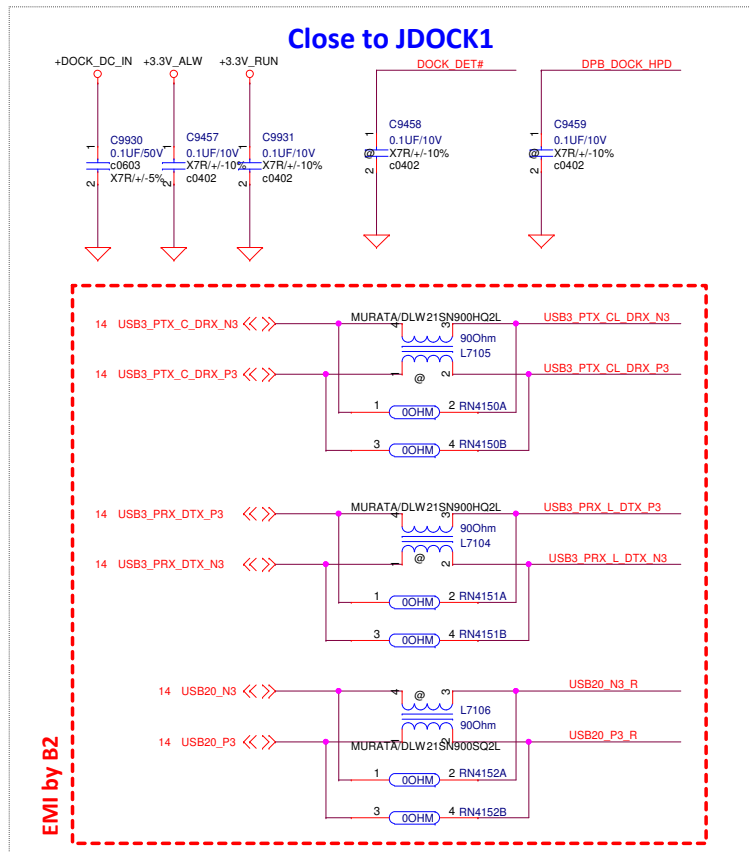 Close to JDOCK1
+DOCK_DC_IN +3.3V_ALW +3.3V_RUN
DOCK_DET# DPB_DOCK_HPD
1 C9930 0.1UF/50V c0603 X7R/+/-5% 2
1 C9457 0.1UF/10V X7R/+/-10% c0402 2
1 C9931 0.1UF/10V X7R/+/-10% c0402 2
1 C9458 0.1UF/10V @ X7R/+/-10% c0402 2
1 C9459 0.1UF/10V @ X7R/+/-10% c0402 2
MURATA/DLW21SN900HQ2L
14 USB3_PTX_C_DRX_N3 4 3 USB3_PTX_CL_DRX_N3
90Ohm
L7105
14 USB3_PTX_C_DRX_P3 1 @ 2 USB3_PTX_CL_DRX_P3
1 0OHM 2 RN4150A
3 0OHM 4 RN4150B
MURATA/DLW21SN900HQ2L
14 USB3_PRX_DTX_P3 4 3 USB3_PRX_L_DTX_P3
90Ohm
L7104
14 USB3_PRX_DTX_N3 1 @ 2 USB3_PRX_L_DTX_N3
1 0OHM 2 RN4151A
3 0OHM 4 RN4151B
14 USB20_N3 4 @ 3 USB20_N3_R
L7106
90Ohm
14 USB20_P3 1 2 USB20_P3_R
MURATA/DLW21SN900SQ2L
1 0OHM 2 RN4152A
3 0OHM 4 RN4152B
EMI by B2